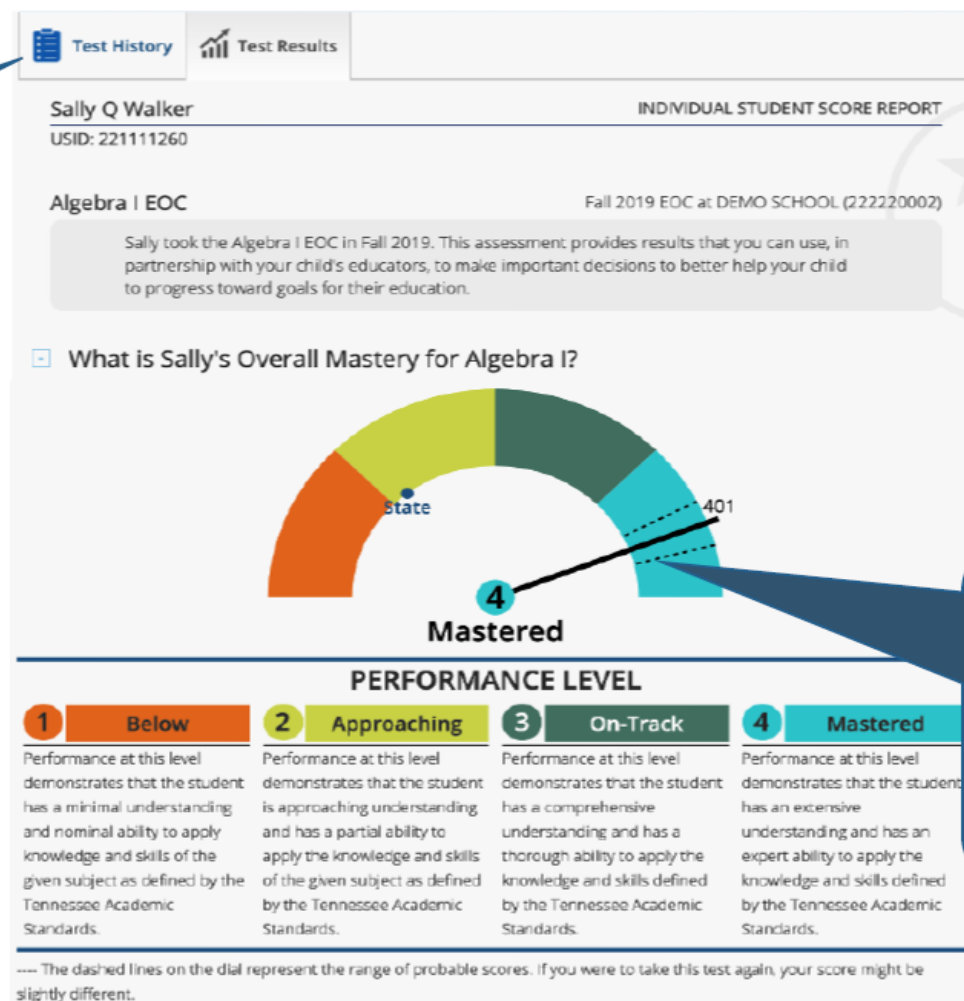 Test History
Test Results
Sally Q Walker
INDIVIDUAL STUDENT SCORE REPORT
USID: 221111260
Algebra I EOC
Fall 2019 EOC at DEMO SCHOOL (222220002)
Sally took the Algebra I EOC in Fall 2019. This assessment provides results that you can use, in
partnership with your child's educators, to make important decisions to better help your child
to progress toward goals for their education.
What is Sally's Overall Mastery for Algebra I?
State
401
4
Mastered
PERFORMANCE LEVEL
1 Below
Performance at this level
demonstrates that the student
has a minimal understanding
and nominal ability to apply
knowledge and skills of the
given subject as defined by the
Tennessee Academic
Standards.
2 Approaching
Performance at this level
demonstrates that the student
is approaching understanding
and has a partial ability to
apply the knowledge and skills
of the given subject as defined
by the Tennessee Academic
Standards.
3 On-Track
Performance at this level
demonstrates that the student
has a comprehensive
understanding and has a
thorough ability to apply the
knowledge and skills defined
by the Tennessee Academic
Standards.
4 Mastered
Performance at this level
demonstrates that the student
has an extensive
understanding and has an
expert ability to apply the
knowledge and skills defined
by the Tennessee Academic
Standards.
---- The dashed lines on the dial represent the range of probable scores. If you were to take this test again, your score might be
slightly different.